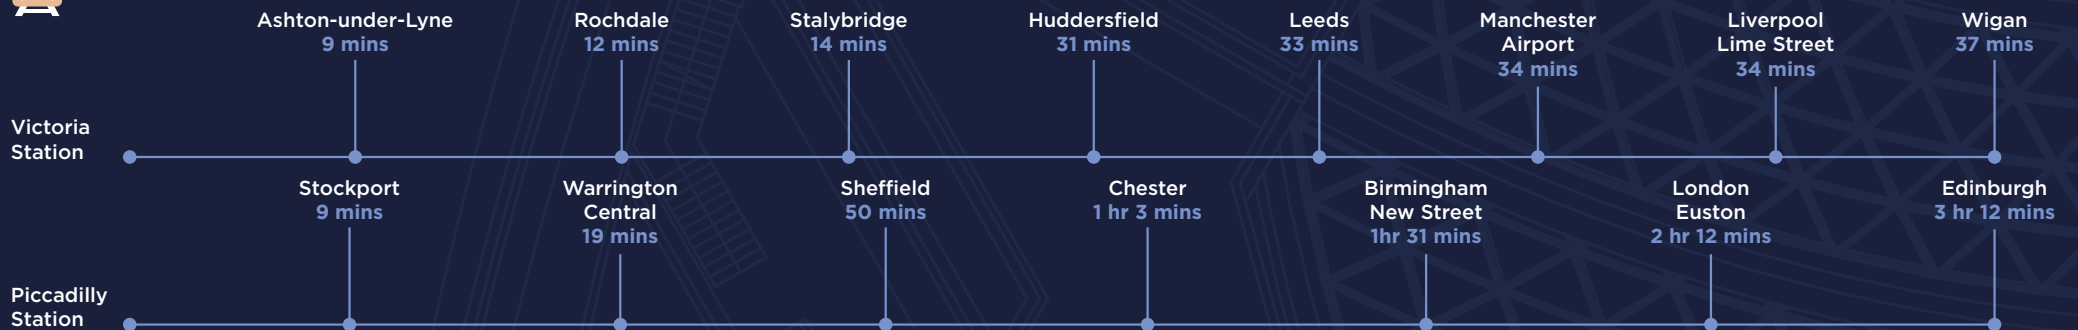 Ashton-under-Lyne
9 mins
Rochdale
12 mins
Stalybridge
14 mins
Huddersfield
31 mins
Leeds
33 mins
Manchester
Airport
34 mins
Liverpool
Lime Street
34 mins
Wigan
37 mins
Victoria
Station
Stockport
9 mins
Warrington
Central
19 mins
Sheffield
50 mins
Chester
1 hr 3 mins
Birmingham
New Street
1hr 31 mins
London
Euston
2 hr 12 mins
Edinburgh
3 hr 12 mins
Piccadilly
Station